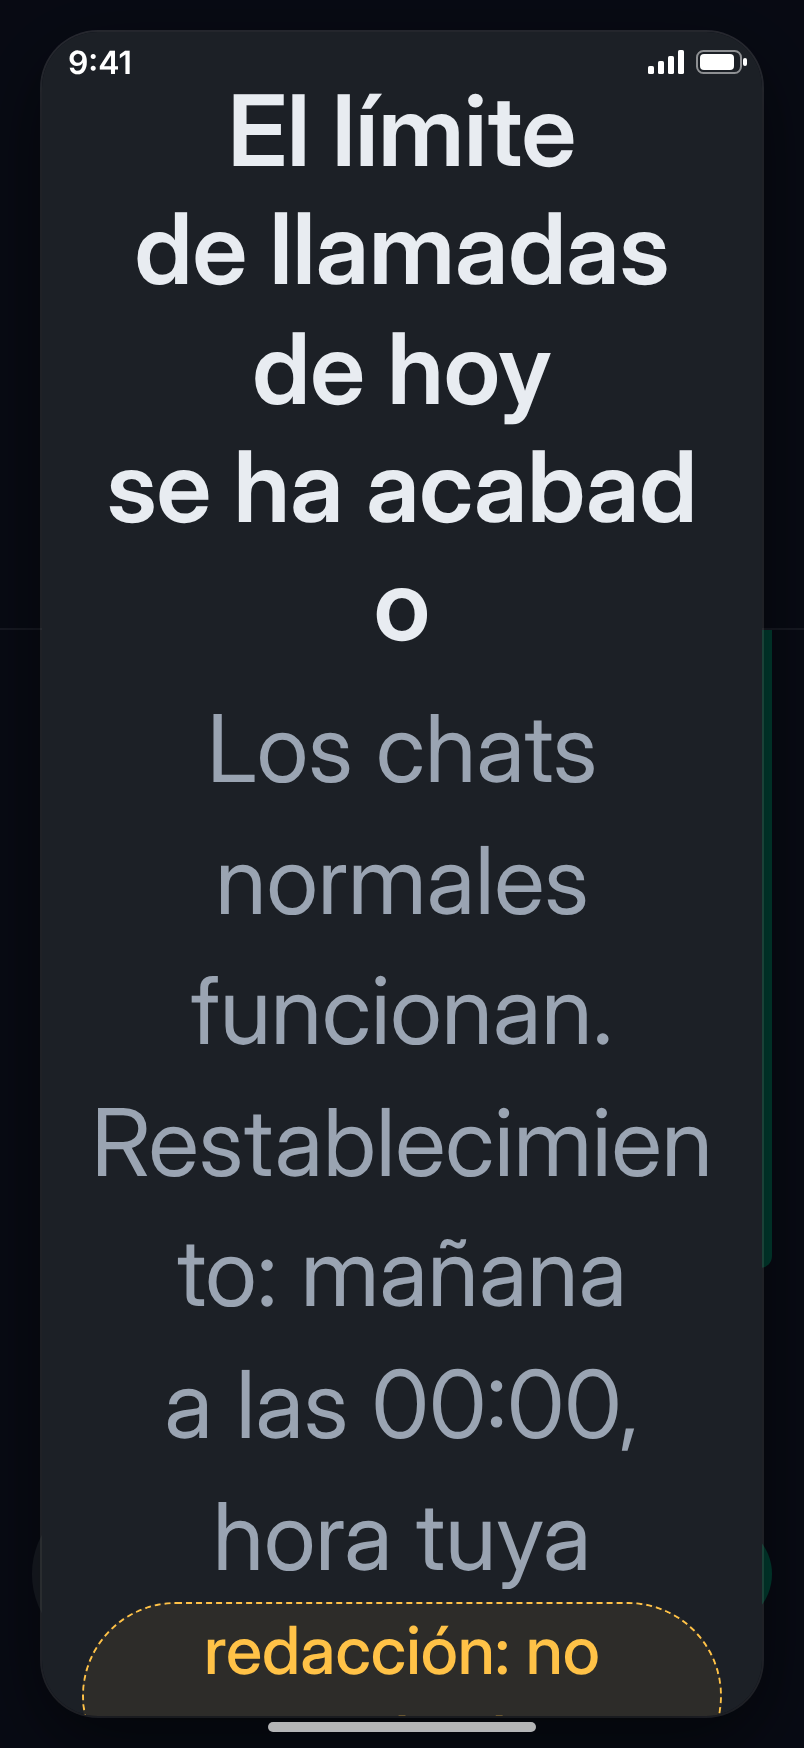 9:41
El límite
de llamadas
de hoy
se ha acabad
o
Los chats
normales
funcionan.
Restablecimien
to: mañana
a las 00:00,
hora tuya
redacción: no